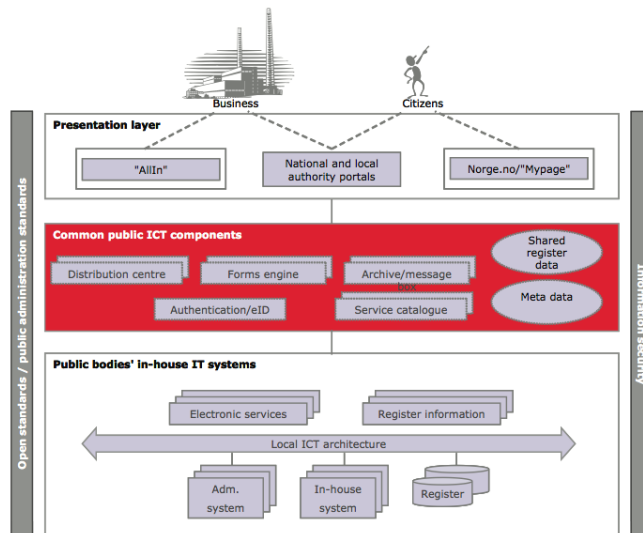 Business
Citizens
Presentation layer
"AllIn"
National and local
authority portals
Norge.no/"Mypage"
Common public ICT components
Shared
register
data
Distribution centre
Forms engine
Archive/message
box
Meta data
Authentication/eID
Service catalogue
Public bodies' in-house IT systems
Electronic services
Register information
Local ICT architecture
Adm.
system
In-house
system
Register
Open standards / public administration standards
Information security